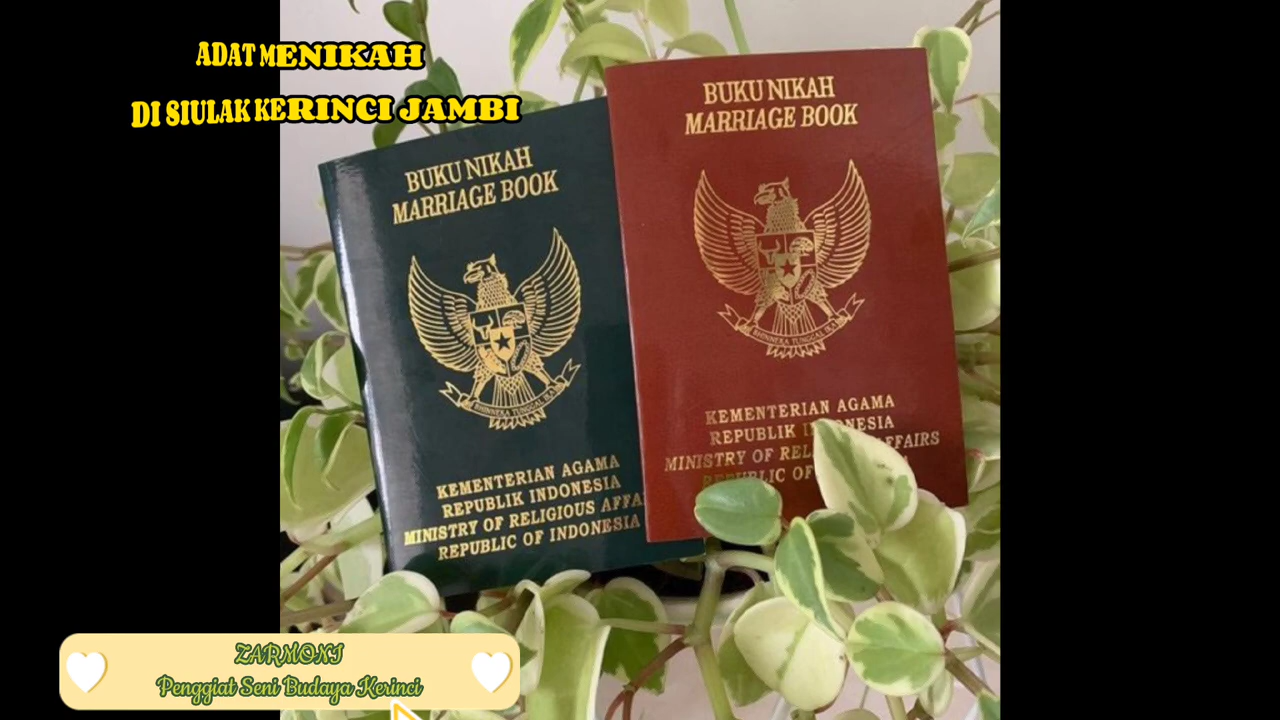 ADAT MENIKAH
DI SIULAK KERINCI JAMBI
BUKU NIKAH
MARRIAGE BOOK
BHINNEKA TUNGGAL IKA
KEMENTERIAN AGAMA
REPUBLIK INDONESIA
MINISTRY OF RELIGIOUS AFFA
REPUBLIC OF INDONESIA
BUKU NIKAH
MARRIAGE BOOK
BHINNEKA TUNGGAL IKA
KEMENTERIAN AGAMA
REPUBLIK NESIA
MINISTRY OF REL AFFAIRS
REPUBLIC OF
ZARMONI
Penggiat Seni Budaya Kerinci